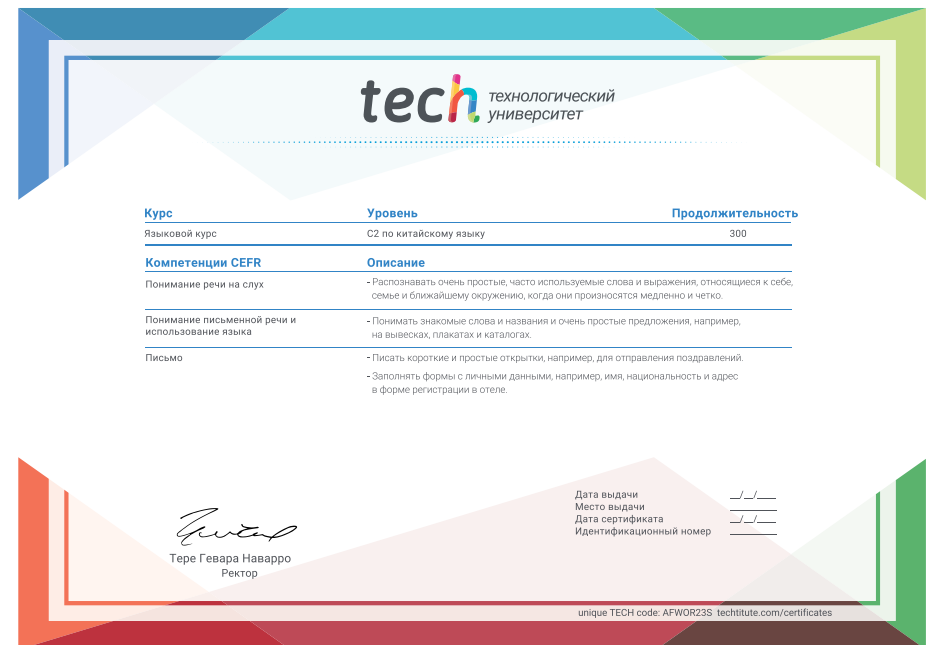 tech технологический
университет
Курс Уровень Продолжительность
Языковой курс С2 по китайскому языку 300
Компетенции CEFR Описание
Понимание речи на слух - Распознавать очень простые, часто используемые слова и выражения, относящиеся к себе,
семье и ближайшему окружению, когда они произносятся медленно и четко.
Понимание письменной речи и
использование языка
- Понимать знакомые слова и названия и очень простые предложения, например,
на вывесках, плакатах и каталогах.
Письмо - Писать короткие и простые открытки, например, для отправления поздравлений.
- Заполнять формы с личными данными, например, имя, национальность и адрес
в форме регистрации в отеле.
Дата выдачи __/__/____
Место выдачи ________
Дата сертификата __/__/____
Идентификационный номер ________
Тере Гевара Наварро
Ректор
unique TECH code: AFWOR23S techtitute.com/certificates